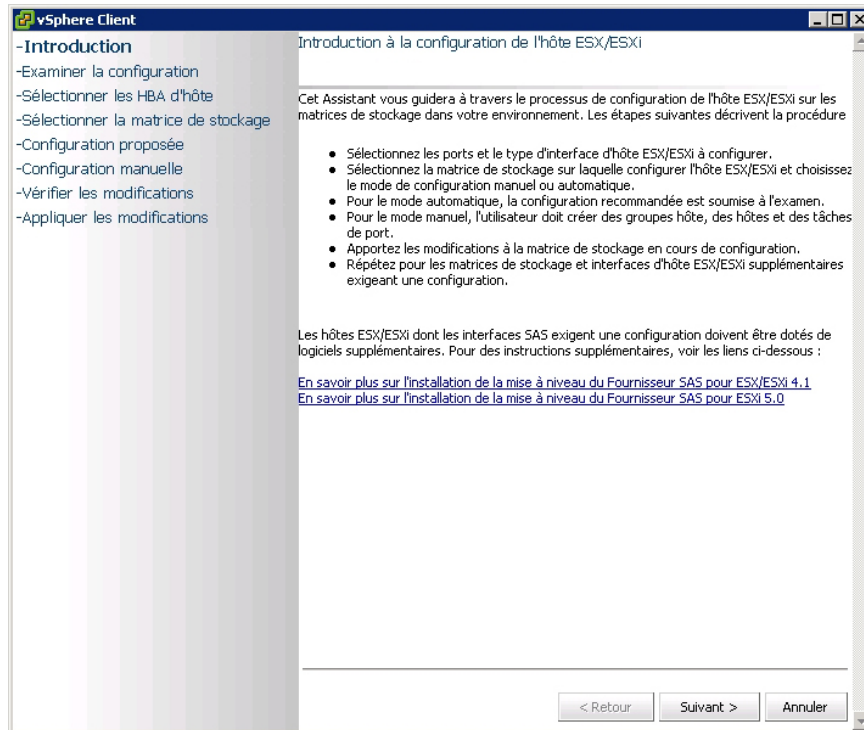 vSphere Client
-Introduction
-Examiner la configuration
-Sélectionner les HBA d'hôte
-Sélectionner la matrice de stockage
-Configuration proposée
-Configuration manuelle
-Vérifier les modifications
-Appliquer les modifications
Introduction à la configuration de l'hôte ESX/ESXi
Cet Assistant vous guidera à travers le processus de configuration de l'hôte ESX/ESXi sur les
matrices de stockage dans votre environnement. Les étapes suivantes décrivent la procédure
• Sélectionnez les ports et le type d'interface d'hôte ESX/ESXi à configurer.
• Sélectionnez la matrice de stockage sur laquelle configurer l'hôte ESX/ESXi et choisissez
le mode de configuration manuel ou automatique.
• Pour le mode automatique, la configuration recommandée est soumise à l'examen.
• Pour le mode manuel, l'utilisateur doit créer des groupes hôte, des hôtes et des tâches
de port.
• Apportez les modifications à la matrice de stockage en cours de configuration.
• Répétez pour les matrices de stockage et interfaces d'hôte ESX/ESXi supplémentaires
exigeant une configuration.
Les hôtes ESX/ESXi dont les interfaces SAS exigent une configuration doivent être dotés de
logiciels supplémentaires. Pour des instructions supplémentaires, voir les liens ci-dessous :
En savoir plus sur l'installation de la mise à niveau du Fournisseur SAS pour ESX/ESXi 4.1
En savoir plus sur l'installation de la mise à niveau du Fournisseur SAS pour ESXi 5.0
< Retour
Suivant >
Annuler